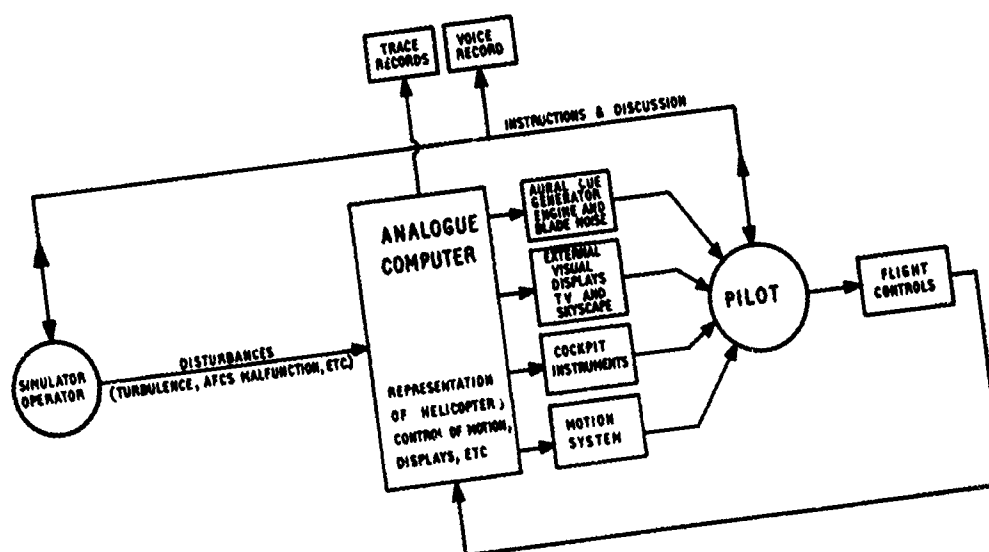 TRACE
RECORDS
VOICE
RECORD
INSTRUCTIONS & DISCUSSION
ANALOGUE
COMPUTER
REPRESENTATION
OF HELICOPTER;
CONTROL OF MOTION,
DISPLAYS, ETC
AURAL CUE
GENERATOR
ENGINE AND
BLADE NOISE
EXTERNAL
VISUAL
DISPLAYS
TV AND
SKYSCAPE
COCKPIT
INSTRUMENTS
MOTION
SYSTEM
PILOT
FLIGHT
CONTROLS
SIMULATOR
OPERATOR
DISTURBANCES
(TURBULENCE, AFCS MALFUNCTION, ETC)